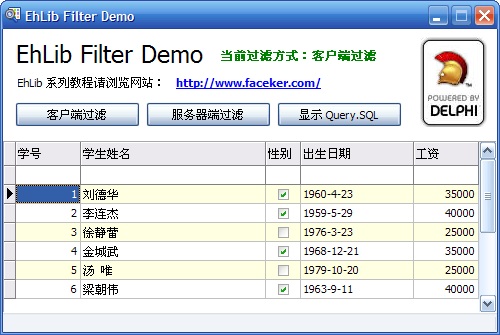 EhLib Filter Demo
EhLib Filter Demo 当前过滤方式：客户端过滤
EhLib 系列教程请浏览网站： http://www.faceker.com/
POWERED BY
DELPHI
客户端过滤 服务器端过滤 显示 Query.SQL
学号 学生姓名 性别 出生日期 工资
1 刘德华 1960-4-23 35000
2 李连杰 1959-5-29 40000
3 徐静蕾 1976-3-23 25000
4 金城武 1968-12-21 35000
5 汤 唯 1979-10-20 25000
6 梁朝伟 1963-9-11 40000